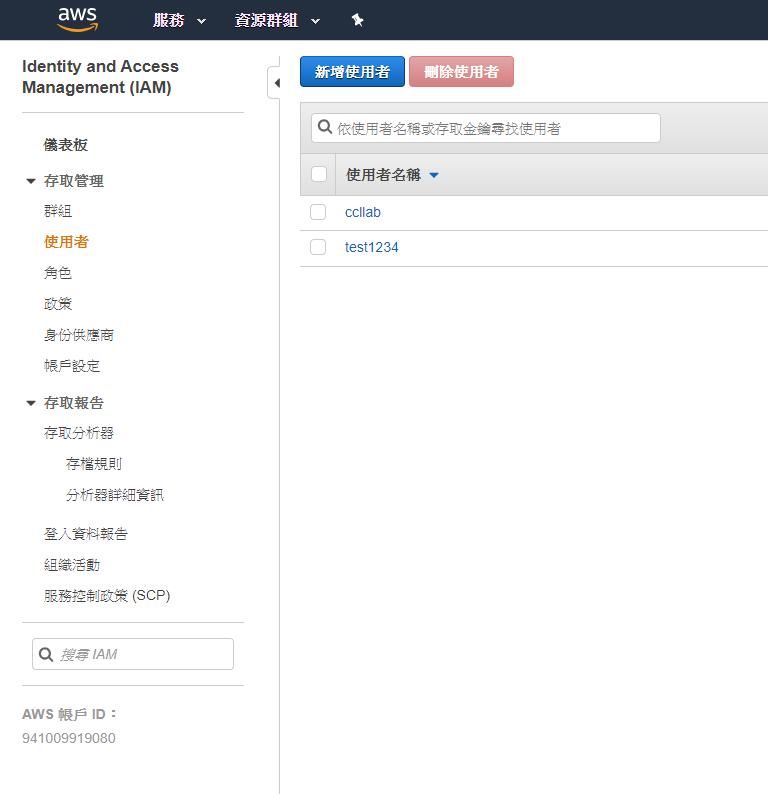 aws 服務 資源群組
Identity and Access
Management (IAM)
儀表板
存取管理
群組
使用者
角色
政策
身份供應商
帳戶設定
存取報告
存取分析器
存檔規則
分析器詳細資訊
登入資料報告
組織活動
服務控制政策 (SCP)
搜尋 IAM
AWS 帳戶 ID：
941009919080
新增使用者 刪除使用者
依使用者名稱或存取金鑰尋找使用者
使用者名稱
ccllab
test1234